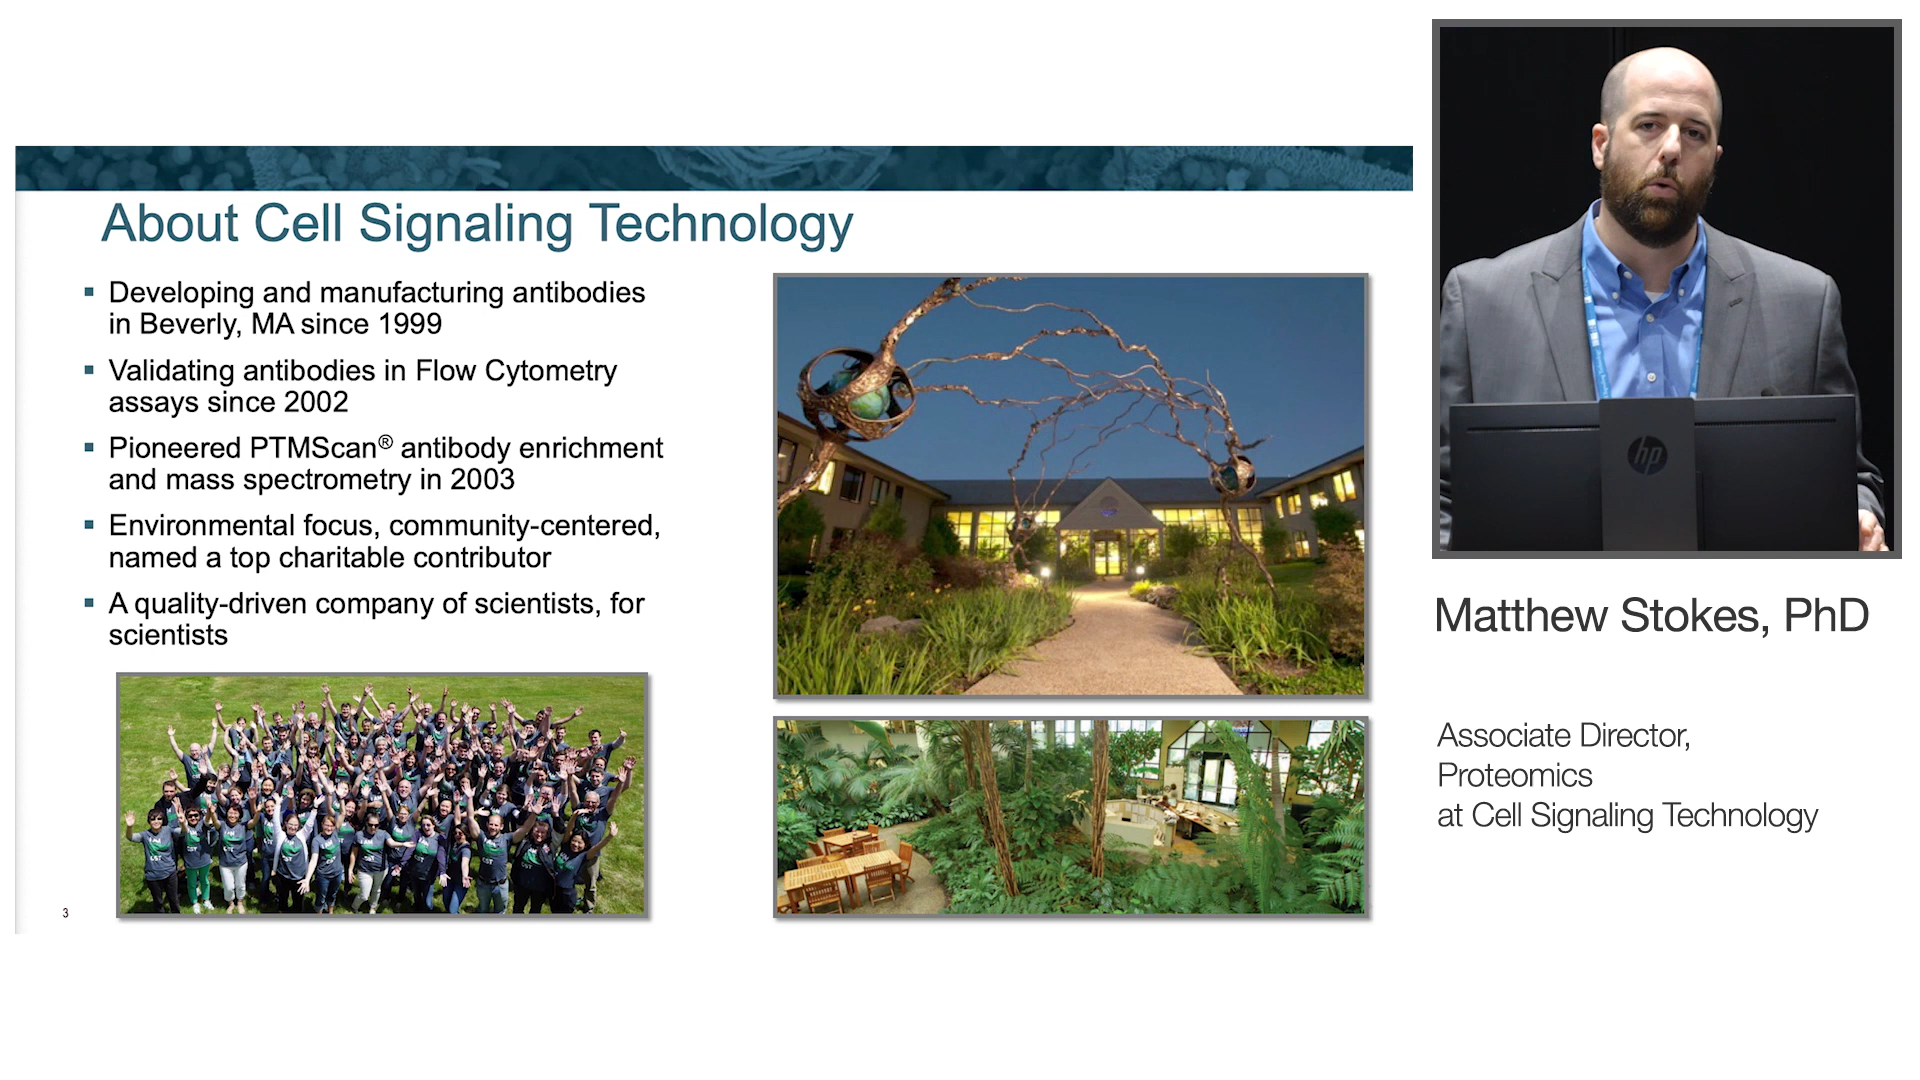 About Cell Signaling Technology
▪ Developing and manufacturing antibodies
in Beverly, MA since 1999
▪ Validating antibodies in Flow Cytometry
assays since 2002
▪ Pioneered PTMScan® antibody enrichment
and mass spectrometry in 2003
▪ Environmental focus, community-centered,
named a top charitable contributor
▪ A quality-driven company of scientists, for
scientists
3
hp
Matthew Stokes, PhD
Associate Director,
Proteomics
at Cell Signaling Technology